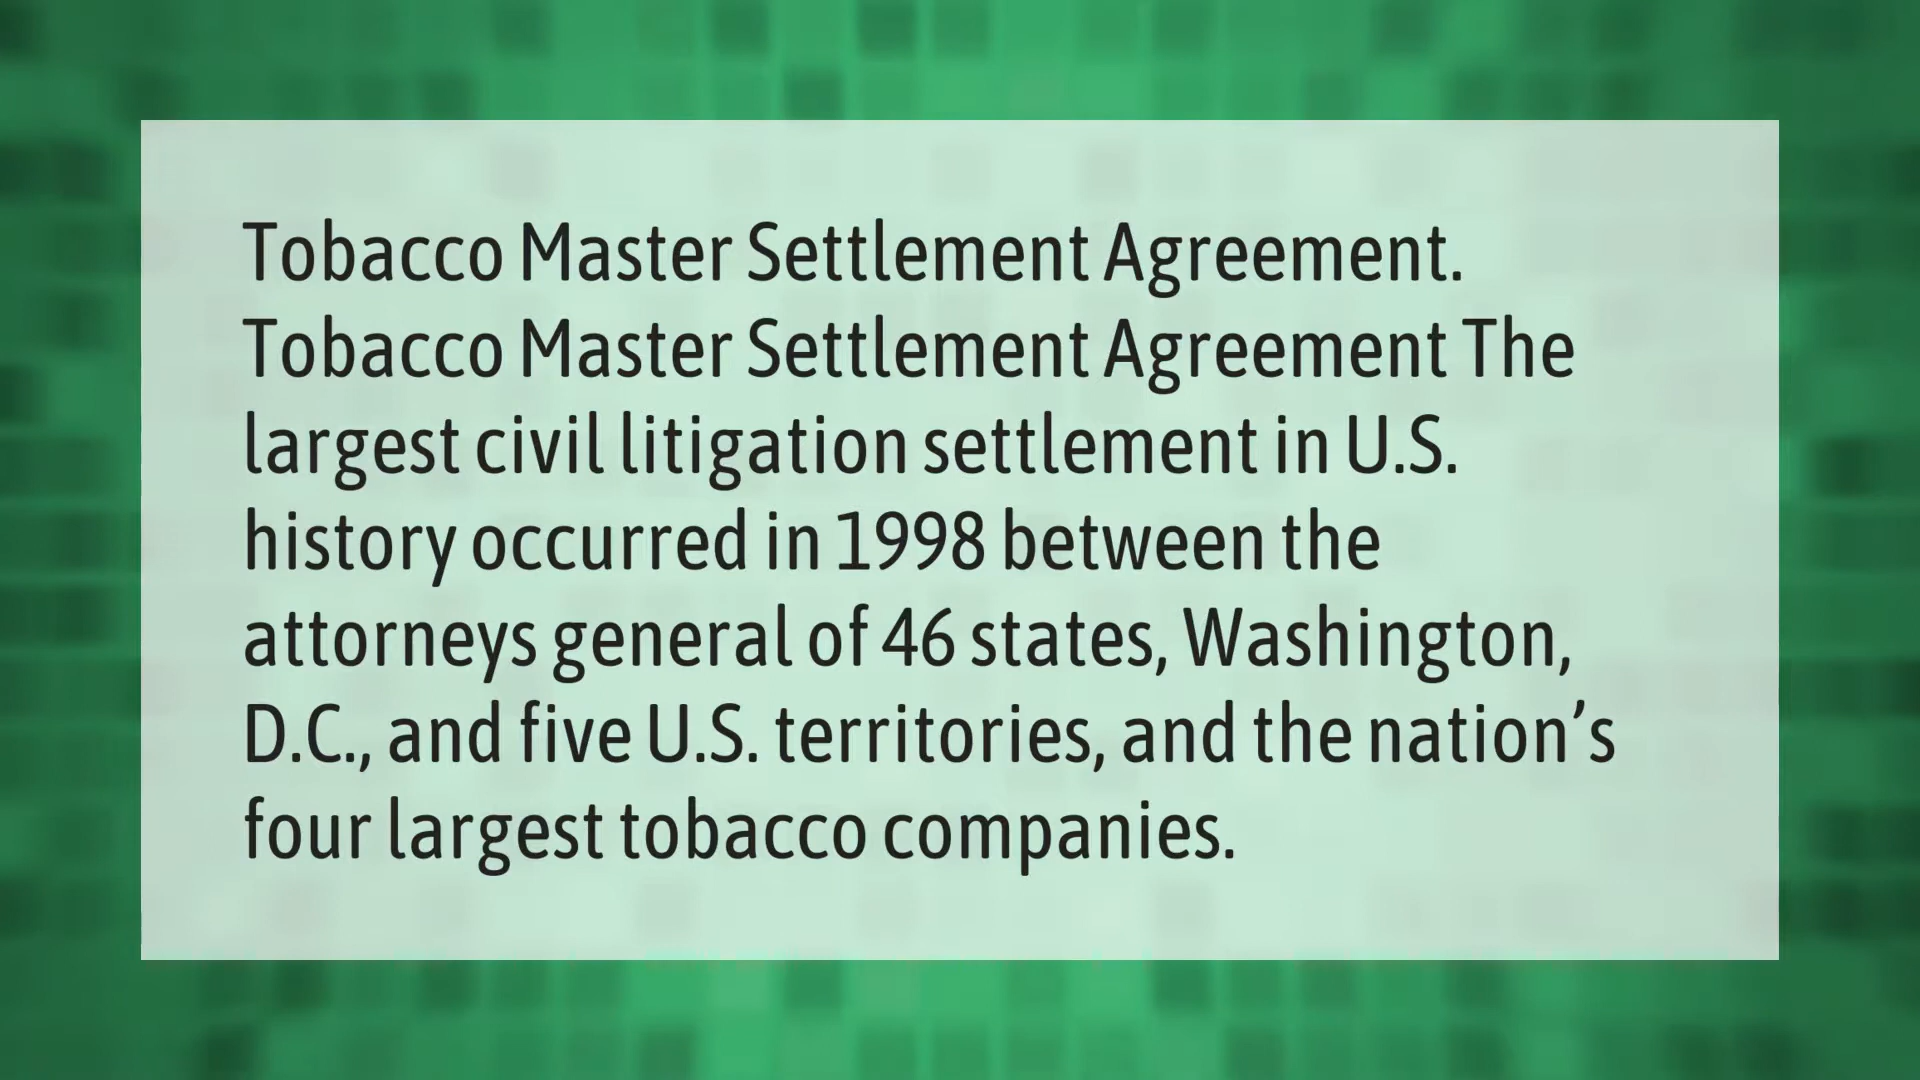 Tobacco Master Settlement Agreement.
Tobacco Master Settlement Agreement The
largest civil litigation settlement in U.S.
history occurred in 1998 between the
attorneys general of 46 states, Washington,
D.C., and five U.S. territories, and the nation’s
four largest tobacco companies.